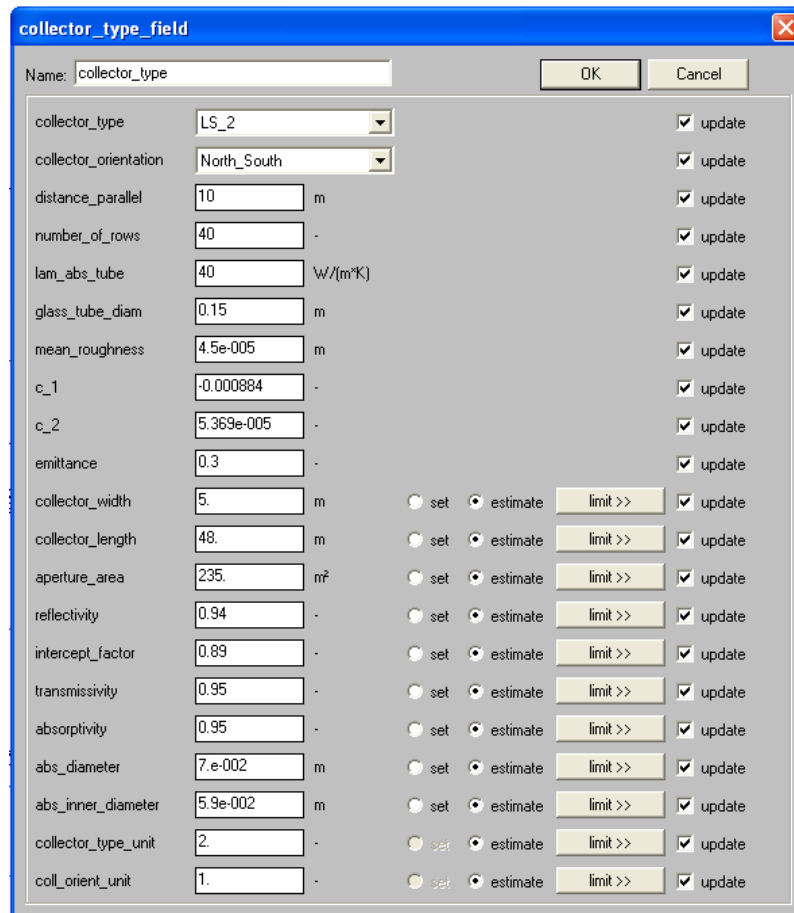 collector_type_field
Name: collector_type OK Cancel
collector_type LS_2 update
collector_orientation North_South update
distance_parallel 10 m update
number_of_rows 40 - update
lam_abs_tube 40 W/(m*K) update
glass_tube_diam 0.15 m update
mean_roughness 4.5e-005 m update
c_1 -0.000884 - update
c_2 5.369e-005 - update
emittance 0.3 - update
collector_width 5. m set estimate limit >> update
collector_length 48. m set estimate limit >> update
aperture_area 235. m² set estimate limit >> update
reflectivity 0.94 - set estimate limit >> update
intercept_factor 0.89 - set estimate limit >> update
transmissivity 0.95 - set estimate limit >> update
absorptivity 0.95 - set estimate limit >> update
abs_diameter 7.e-002 m set estimate limit >> update
abs_inner_diameter 5.9e-002 m set estimate limit >> update
collector_type_unit 2. - set estimate limit >> update
coll_orient_unit 1. - set estimate limit >> update